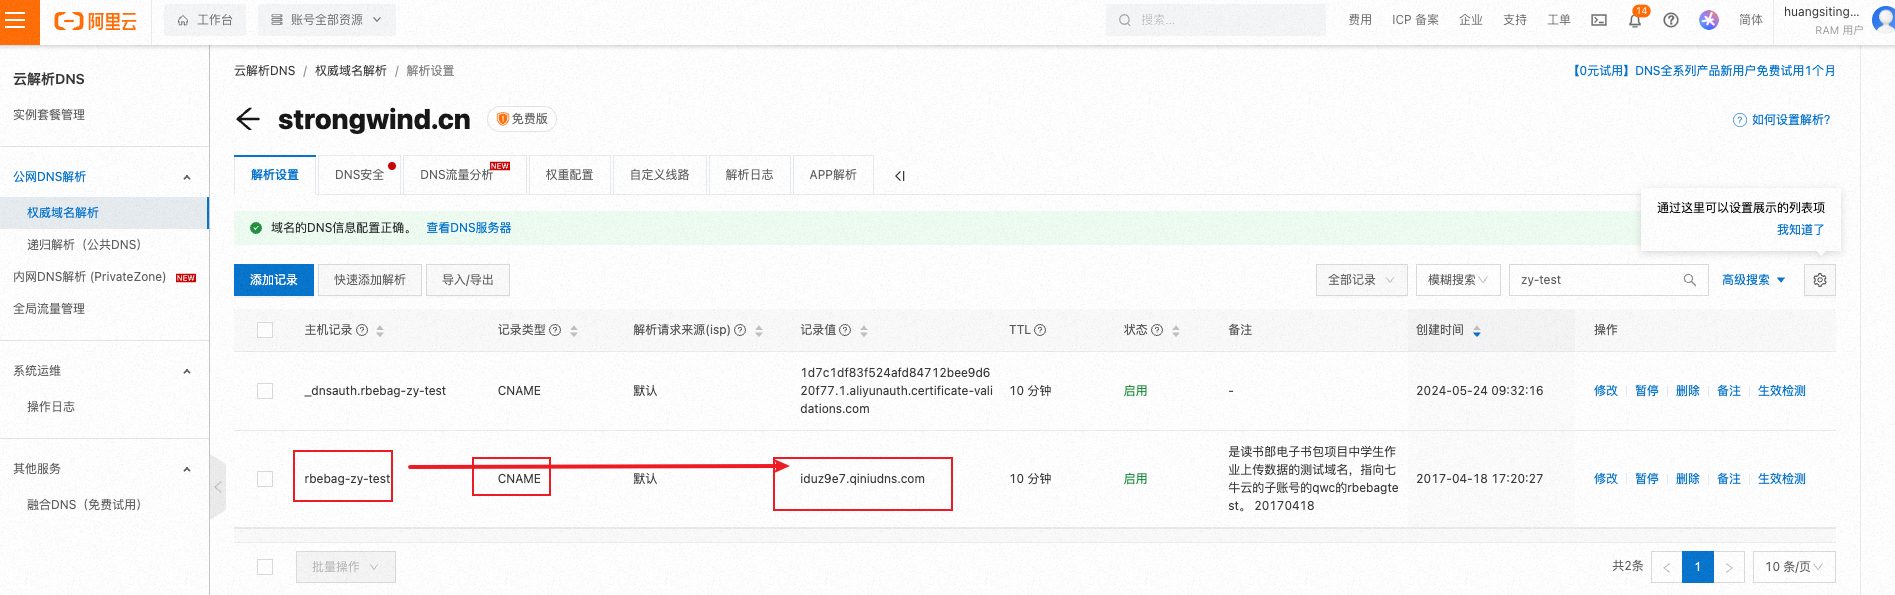 阿里云
工作台
账号全部资源
搜索...
费用
ICP 备案
企业
支持
工单
14
简体
huangsiting...
RAM 用户
云解析DNS
实例套餐管理
公网DNS解析
权威域名解析
递归解析（公共DNS）
内网DNS解析 (PrivateZone) NEW
全局流量管理
系统运维
操作日志
其他服务
融合DNS（免费试用）
云解析DNS / 权威域名解析 / 解析设置
【0元试用】DNS全系列产品新用户免费试用1个月
strongwind.cn
免费版
如何设置解析?
解析设置
DNS安全
DNS流量分析 NEW
权重配置
自定义线路
解析日志
APP解析
域名的DNS信息配置正确。 查看DNS服务器
通过这里可以设置展示的列表项
我知道了
添加记录
快速添加解析
导入/导出
全部记录
模糊搜索
zy-test
高级搜索
主机记录
记录类型
解析请求来源(isp)
记录值
TTL
状态
备注
创建时间
操作
_dnsauth.rbebag-zy-test
CNAME
默认
1d7c1df83f524afd84712bee9d6
20f77.1.aliyunauth.certificate-vali
dations.com
10 分钟
启用
-
2024-05-24 09:32:16
修改 暂停 删除 备注 生效检测
rbebag-zy-test
CNAME
默认
iduz9e7.qiniudns.com
10 分钟
启用
是读书郎电子书包项目中学生作
业上传数据的测试域名，指向七
牛云的子账号的qwc的rbebagte
st。 20170418
2017-04-18 17:20:27
修改 暂停 删除 备注 生效检测
批量操作
共2条
1
10 条/页